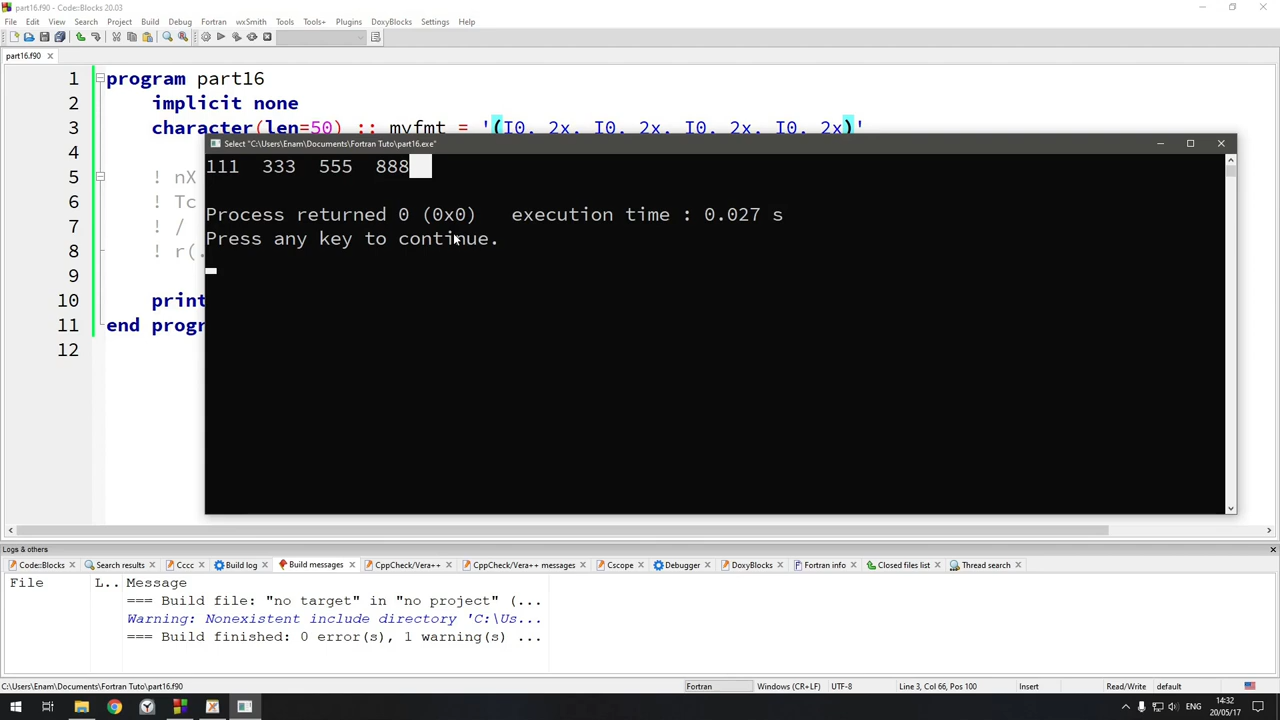 part16.f90 - Code::Blocks 20.03
File Edit View Search Project Build Debug Fortran wxSmith Tools Tools+ Plugins DoxyBlocks Settings Help
part16.f90
1 program part16
2 implicit none
3 character(len=50) :: myfmt = '(I0, 2x, I0, 2x, I0, 2x, I0, 2x)'
4
5 ! nX
6 ! Tc
7 ! /
8 ! r(.
9
10 print
11 end progr
12
Select "C:\Users\Enam\Documents\Fortran Tuto\part16.exe"
111 333 555 888
Process returned 0 (0x0) execution time : 0.027 s
Press any key to continue.
Logs & others
Code::Blocks Search results Cccc Build log Build messages CppCheck/Vera++ CppCheck/Vera++ messages Cscope Debugger DoxyBlocks Fortran info Closed files list Thread search
File L.. Message
=== Build file: "no target" in "no project" (...
Warning: Nonexistent include directory 'C:\Us...
=== Build finished: 0 error(s), 1 warning(s) ...
C:\Users\Enam\Documents\Fortran Tuto\part16.f90 Fortran Windows (CR+LF) UTF-8 Line 3, Col 66, Pos 100 Insert Read/Write default
ENG
14:32
20/05/17